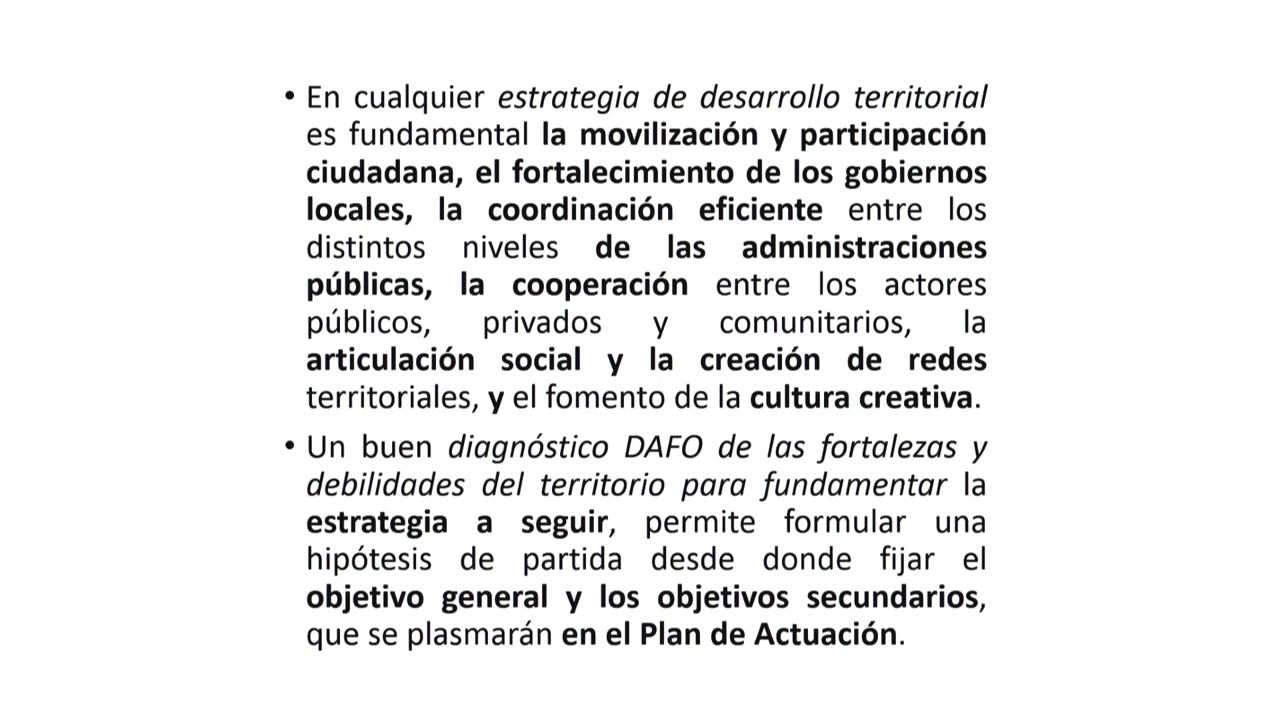 • En cualquier estrategia de desarrollo territorial
es fundamental la movilización y participación
ciudadana, el fortalecimiento de los gobiernos
locales, la coordinación eficiente entre los
distintos niveles de las administraciones
públicas, la cooperación entre los actores
públicos, privados y comunitarios, la
articulación social y la creación de redes
territoriales, y el fomento de la cultura creativa.
• Un buen diagnóstico DAFO de las fortalezas y
debilidades del territorio para fundamentar la
estrategia a seguir, permite formular una
hipótesis de partida desde donde fijar el
objetivo general y los objetivos secundarios,
que se plasmarán en el Plan de Actuación.